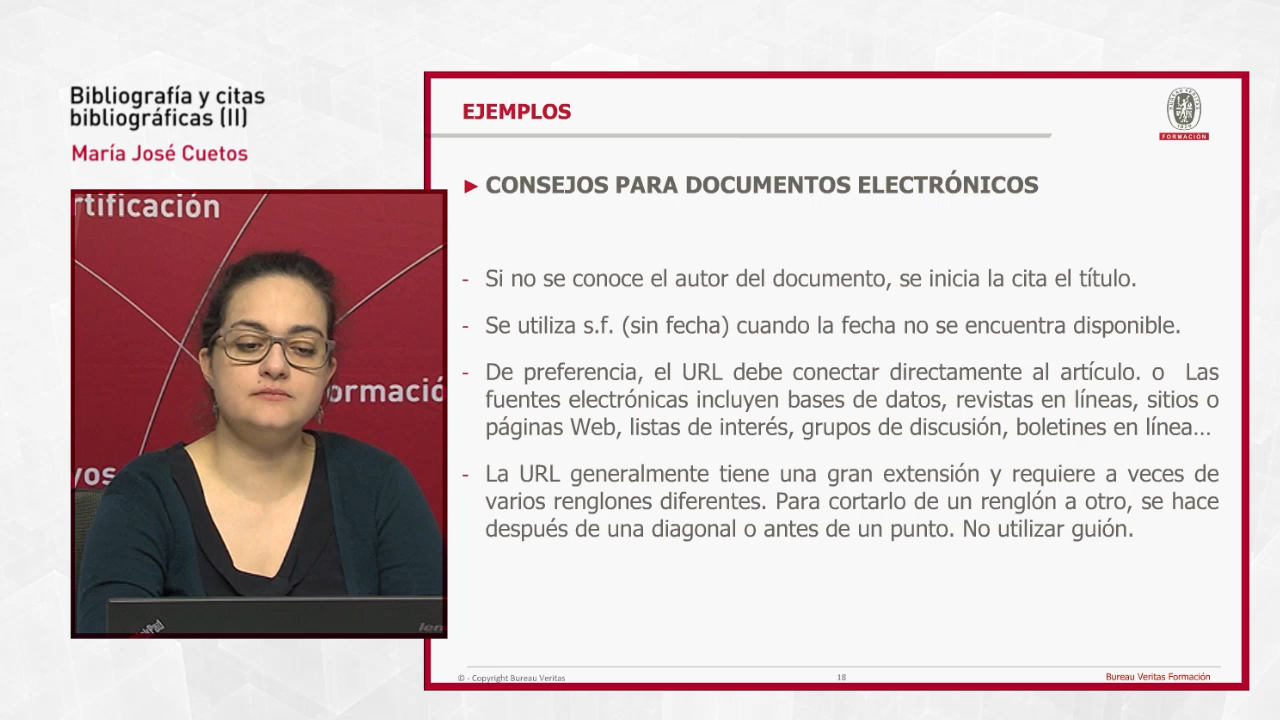 Bibliografía y citas
bibliográficas (II)
María José Cuetos
rtificación
ormació
vos
EJEMPLOS
BUREAU VERITAS
1828
FORMACIÓN
► CONSEJOS PARA DOCUMENTOS ELECTRÓNICOS
- Si no se conoce el autor del documento, se inicia la cita el título.
- Se utiliza s.f. (sin fecha) cuando la fecha no se encuentra disponible.
- De preferencia, el URL debe conectar directamente al artículo. o Las
fuentes electrónicas incluyen bases de datos, revistas en líneas, sitios o
páginas Web, listas de interés, grupos de discusión, boletines en línea…
- La URL generalmente tiene una gran extensión y requiere a veces de
varios renglones diferentes. Para cortarlo de un renglón a otro, se hace
después de una diagonal o antes de un punto. No utilizar guión.
© - Copyright Bureau Veritas
18
Bureau Veritas Formación